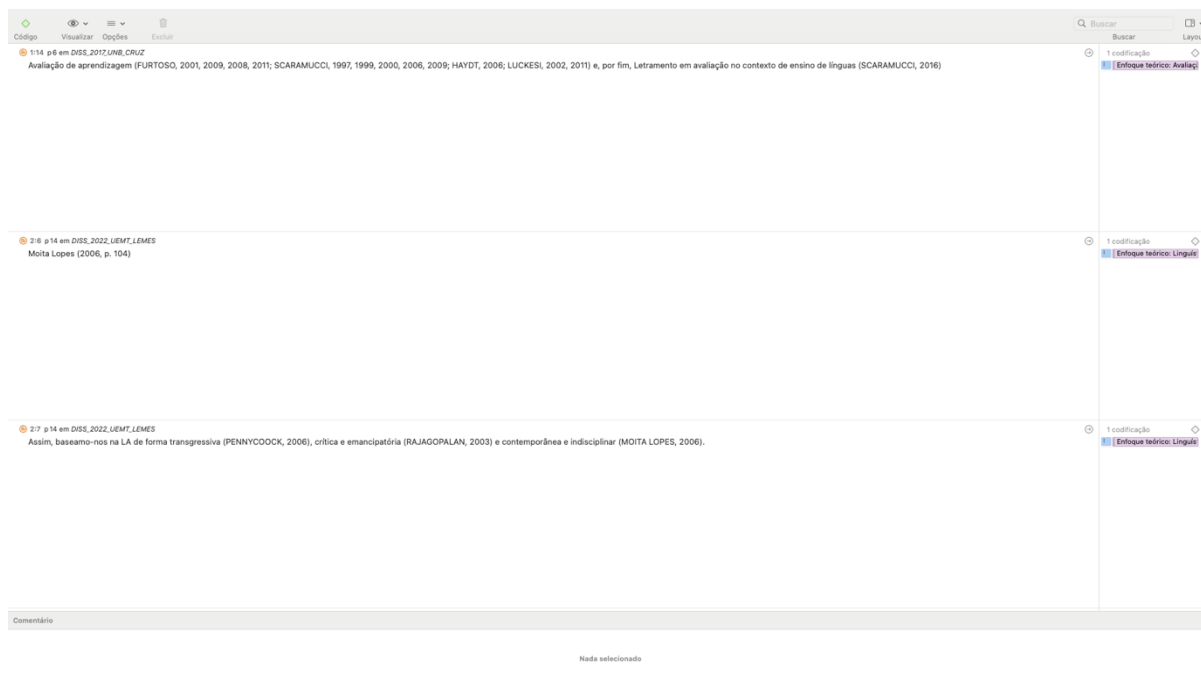 Buscar
Código Visualizar Opções Excluir Buscar Layou
1:14 p 6 em DISS_2017_UNB_CRUZ 1 codificação
Avaliação de aprendizagem (FURTOSO, 2001, 2009, 2008, 2011; SCARAMUCCI, 1997, 1999, 2000, 2006, 2009; HAYDT, 2006; LUCKESI, 2002, 2011) e, por fim, Letramento em avaliação no contexto de ensino de línguas (SCARAMUCCI, 2016) Enfoque teórico: Avaliaç
2:6 p 14 em DISS_2022_UEMT_LEMES 1 codificação
Moita Lopes (2006, p. 104) Enfoque teórico: Linguís
2:7 p 14 em DISS_2022_UEMT_LEMES 1 codificação
Assim, baseamo-nos na LA de forma transgressiva (PENNYCOOCK, 2006), crítica e emancipatória (RAJAGOPALAN, 2003) e contemporânea e indisciplinar (MOITA LOPES, 2006). Enfoque teórico: Linguís
Comentário
Nada selecionado